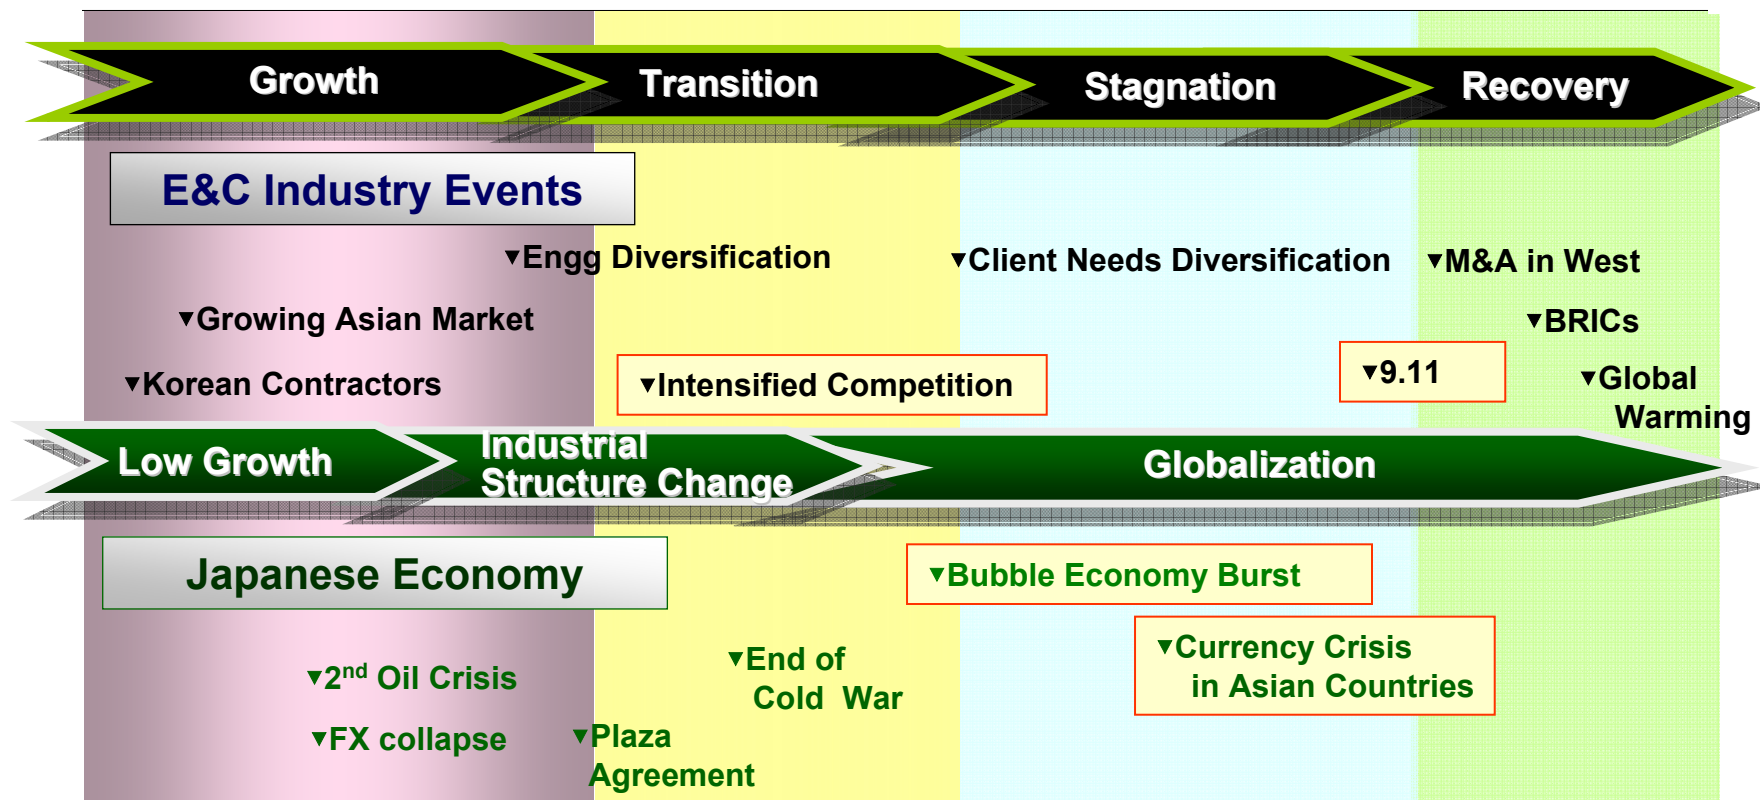 Growth
Transition
Stagnation
Recovery
E&C Industry Events
▼Engg Diversification
▼Client Needs Diversification
▼M&A in West
▼Growing Asian Market
▼BRICs
▼Korean Contractors
▼Intensified Competition
▼9.11
▼Global
Warming
Low Growth
Industrial
Structure Change
Globalization
Japanese Economy
▼Bubble Economy Burst
▼Currency Crisis
in Asian Countries
▼End of
Cold War
▼2nd Oil Crisis
▼FX collapse
▼Plaza
Agreement